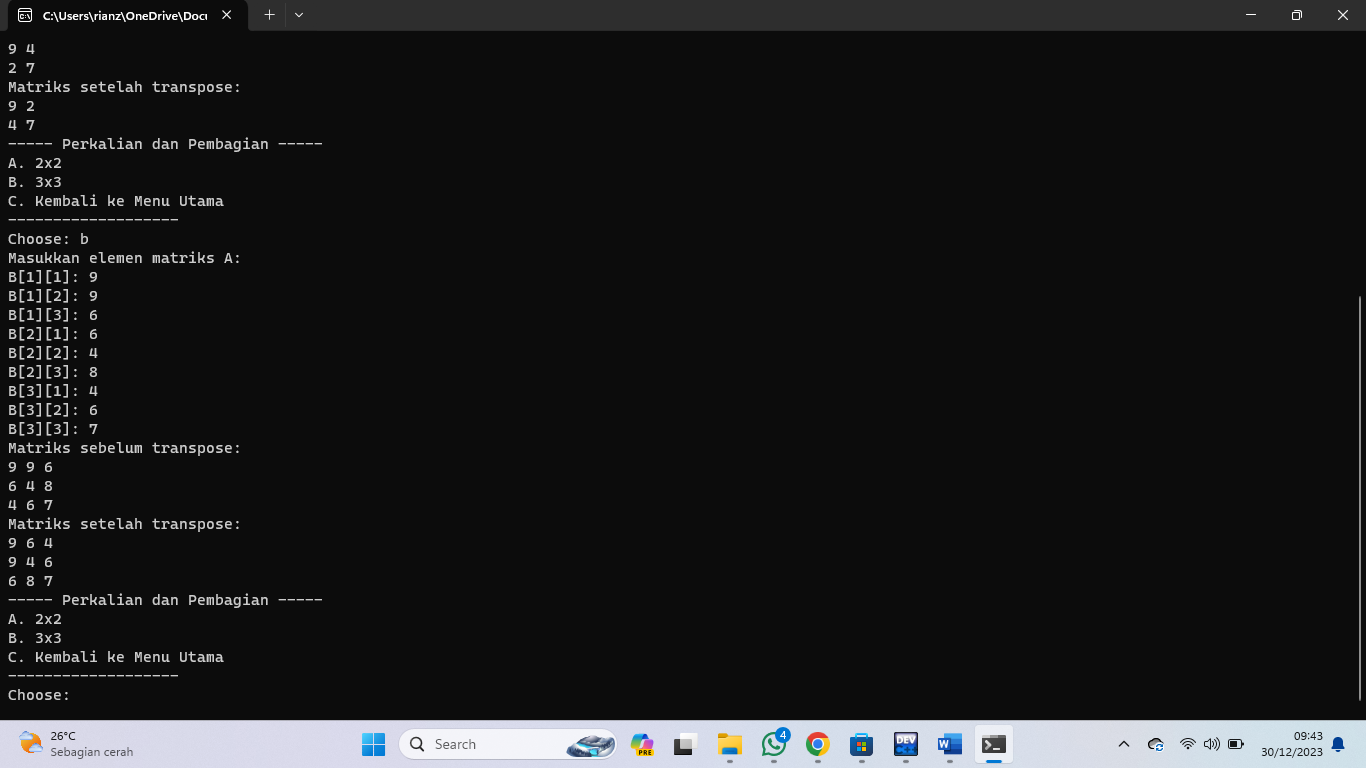 C:\Users\rianz\OneDrive\Docu
9 4
2 7
Matriks setelah transpose:
9 2
4 7
----- Perkalian dan Pembagian -----
A. 2x2
B. 3x3
C. Kembali ke Menu Utama
-------------------
Choose: b
Masukkan elemen matriks A:
B[1][1]: 9
B[1][2]: 9
B[1][3]: 6
B[2][1]: 6
B[2][2]: 4
B[2][3]: 8
B[3][1]: 4
B[3][2]: 6
B[3][3]: 7
Matriks sebelum transpose:
9 9 6
6 4 8
4 6 7
Matriks setelah transpose:
9 6 4
9 4 6
6 8 7
----- Perkalian dan Pembagian -----
A. 2x2
B. 3x3
C. Kembali ke Menu Utama
-------------------
Choose:
26°C
Sebagian cerah
Search
PRE
4
DEV
W
09:43
30/12/2023